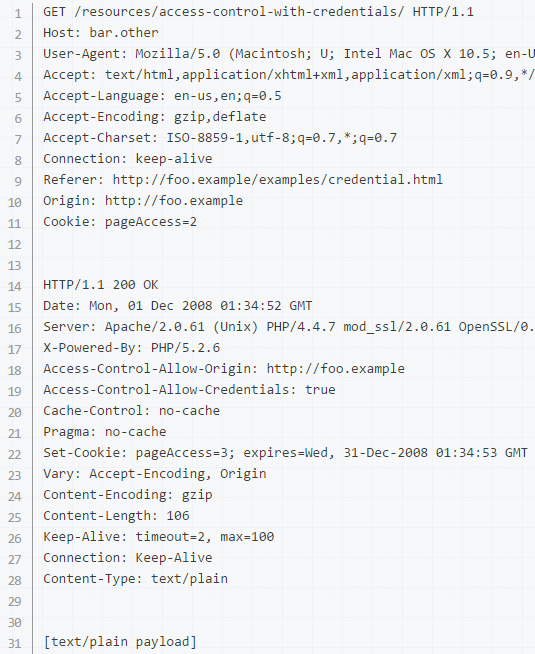 1 GET /resources/access-control-with-credentials/ HTTP/1.1
2 Host: bar.other
3 User-Agent: Mozilla/5.0 (Macintosh; U; Intel Mac OS X 10.5; en-U
4 Accept: text/html,application/xhtml+xml,application/xml;q=0.9,*/
5 Accept-Language: en-us,en;q=0.5
6 Accept-Encoding: gzip,deflate
7 Accept-Charset: ISO-8859-1,utf-8;q=0.7,*;q=0.7
8 Connection: keep-alive
9 Referer: http://foo.example/examples/credential.html
10 Origin: http://foo.example
11 Cookie: pageAccess=2
12
13
14 HTTP/1.1 200 OK
15 Date: Mon, 01 Dec 2008 01:34:52 GMT
16 Server: Apache/2.0.61 (Unix) PHP/4.4.7 mod_ssl/2.0.61 OpenSSL/0.
17 X-Powered-By: PHP/5.2.6
18 Access-Control-Allow-Origin: http://foo.example
19 Access-Control-Allow-Credentials: true
20 Cache-Control: no-cache
21 Pragma: no-cache
22 Set-Cookie: pageAccess=3; expires=Wed, 31-Dec-2008 01:34:53 GMT
23 Vary: Accept-Encoding, Origin
24 Content-Encoding: gzip
25 Content-Length: 106
26 Keep-Alive: timeout=2, max=100
27 Connection: Keep-Alive
28 Content-Type: text/plain
29
30
31 [text/plain payload]